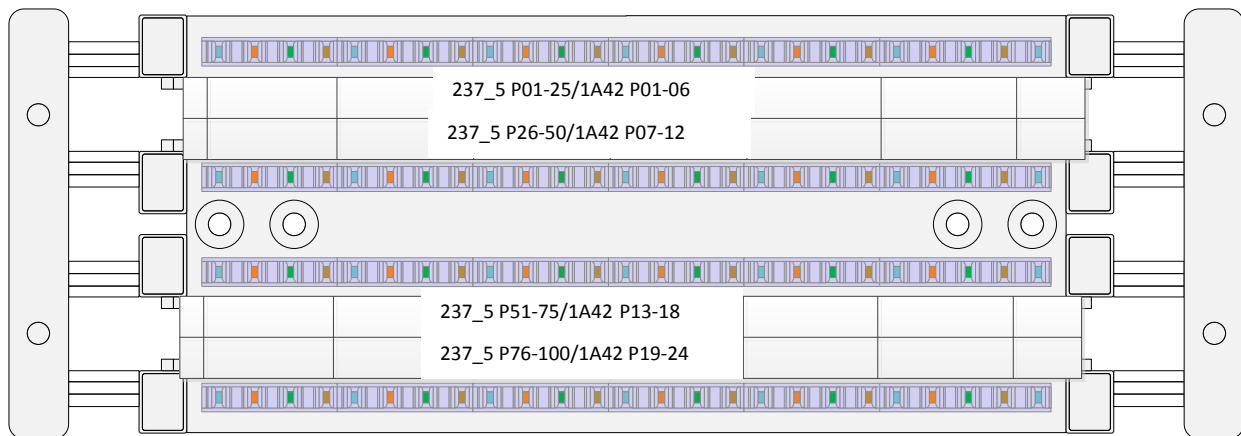 237_5 P01-25/1A42 P01-06
237_5 P26-50/1A42 P07-12
237_5 P51-75/1A42 P13-18
237_5 P76-100/1A42 P19-24